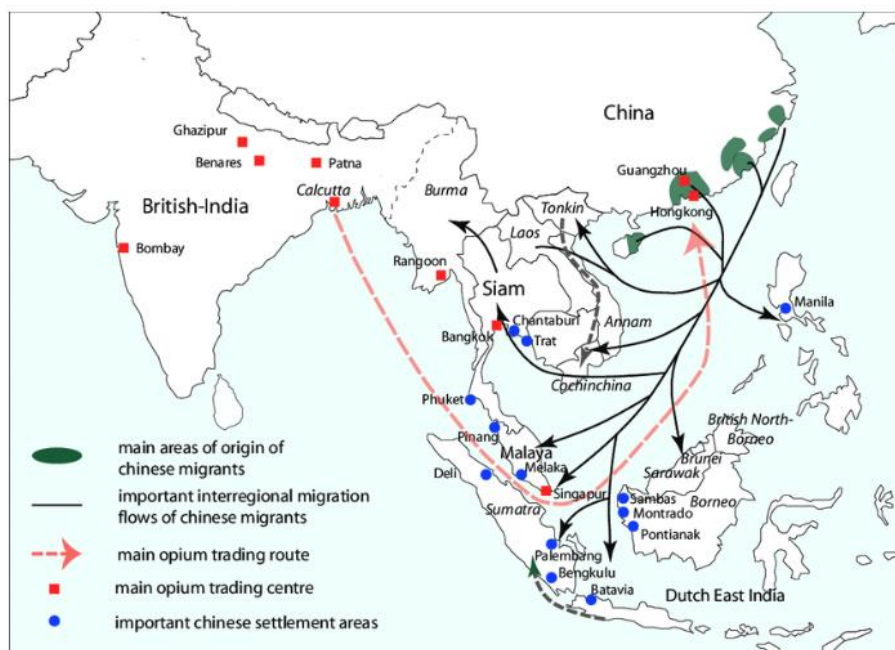 China
Ghazipur
Benares
Patna
Guangzhou
Calcutta
Burma
Tonkin
Hongkong
British-India
Laos
Bombay
Rangoon
Siam
Manila
Chantaburi
Annam
Bangkok
Trat
Cochinchina
Phuket
Pinang
British North-
Borneo
Malaya
Brunei
Deli
Melaka
Sarawak
Singapur
Sambas
Borneo
Sumatra
Montrado
Pontianak
Palembang
Bengkulu
Batavia
Dutch East India
main areas of origin of
chinese migrants
important interregional migration
flows of chinese migrants
main opium trading route
main opium trading centre
important chinese settlement areas